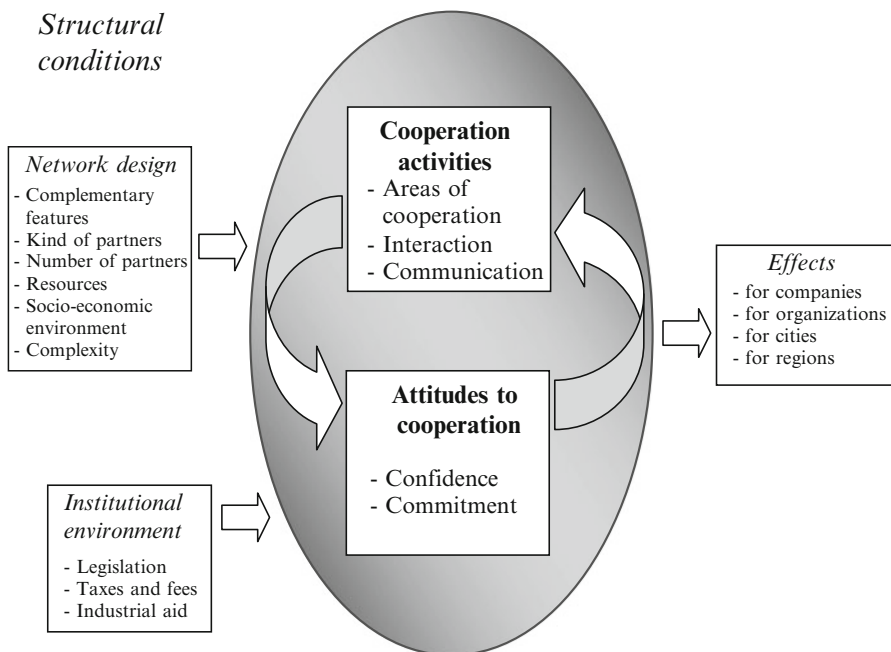 Structural
conditions
Network design
- Complementary
features
- Kind of partners
- Number of partners
- Resources
- Socio-economic
environment
- Complexity
Institutional
environment
- Legislation
- Taxes and fees
- Industrial aid
Cooperation
activities
- Areas of
cooperation
- Interaction
- Communication
Attitudes to
cooperation
- Confidence
- Commitment
Effects
- for companies
- for organizations
- for cities
- for regions